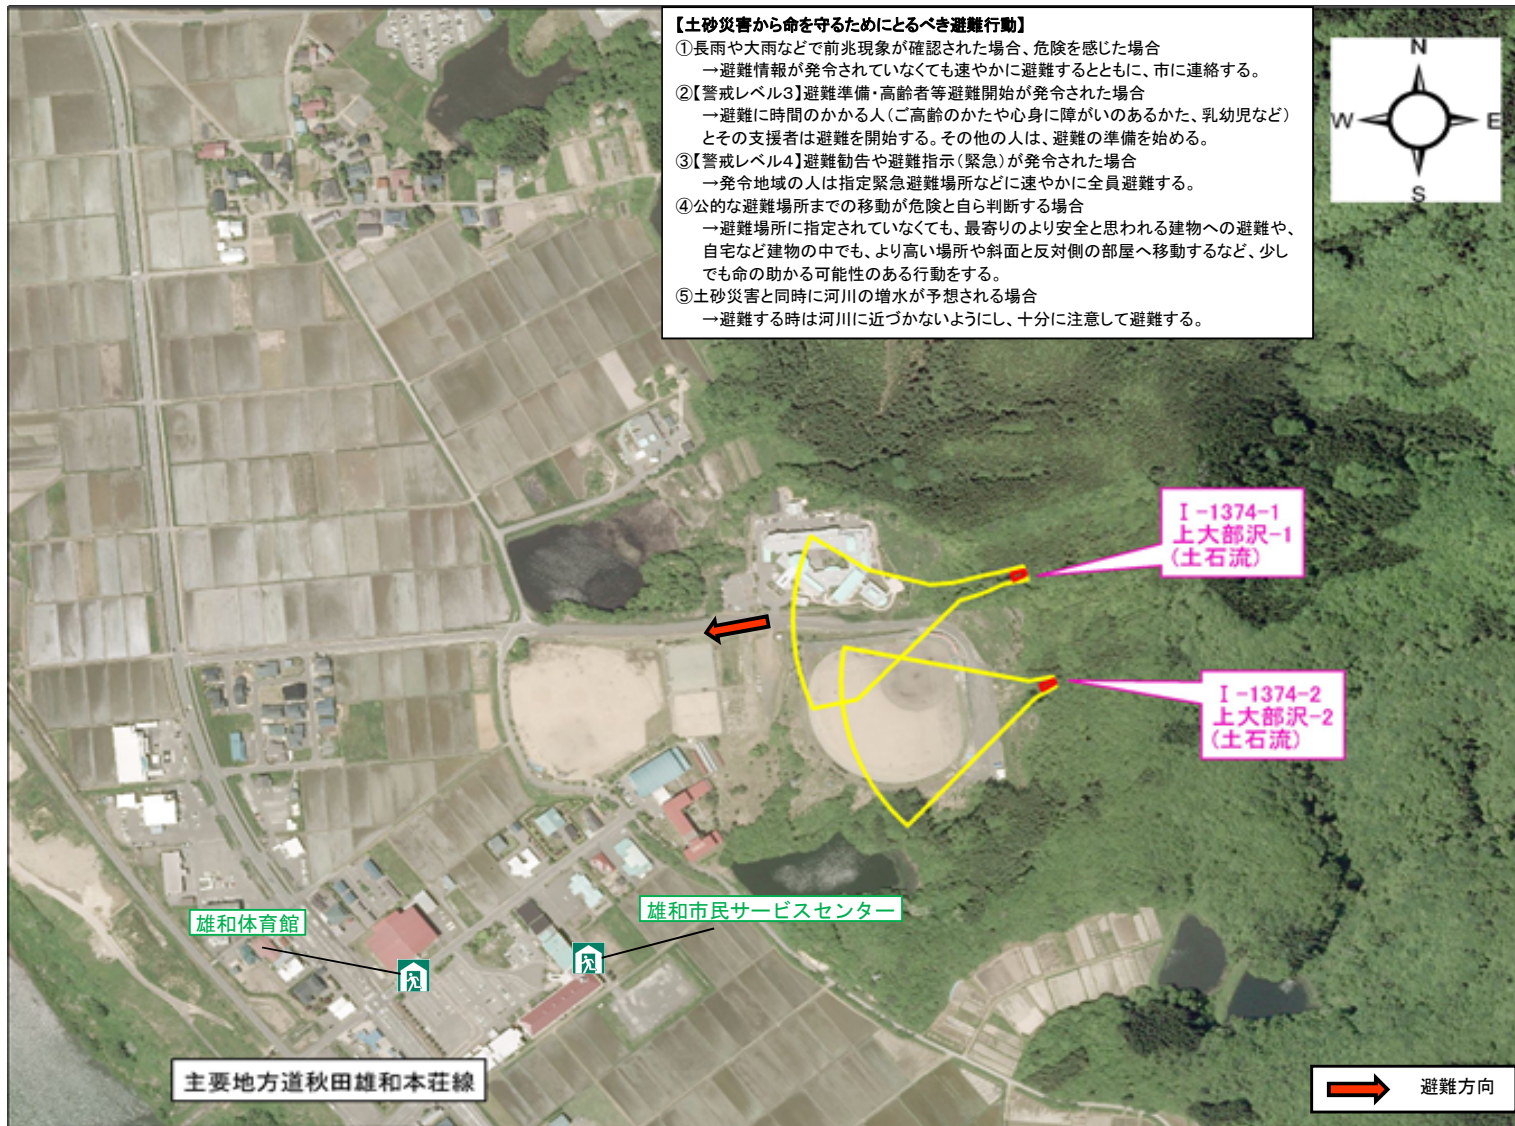 【土砂災害から命を守るためにとるべき避難行動】
①長雨や大雨などで前兆現象が確認された場合、危険を感じた場合
→避難情報が発令されていなくても速やかに避難するとともに、市に連絡する。
②【警戒レベル3】避難準備・高齢者等避難開始が発令された場合
→避難に時間のかかる人(ご高齢のかたや心身に障がいのあるかた、乳幼児など)
とその支援者は避難を開始する。その他の人は、避難の準備を始める。
③【警戒レベル4】避難勧告や避難指示(緊急)が発令された場合
→発令地域の人は指定緊急避難場所などに速やかに全員避難する。
④公的な避難場所までの移動が危険と自ら判断する場合
→避難場所に指定されていなくても、最寄りのより安全と思われる建物への避難や、
自宅など建物の中でも、より高い場所や斜面と反対側の部屋へ移動するなど、少し
でも命の助かる可能性のある行動をする。
⑤土砂災害と同時に河川の増水が予想される場合
→避難する時は河川に近づかないようにし、十分に注意して避難する。
N
W E
S
Ⅰ-1374-1
上大部沢-1
(土石流)
Ⅰ-1374-2
上大部沢-2
(土石流)
雄和体育館
雄和市民サービスセンター
主要地方道秋田雄和本荘線
避難方向